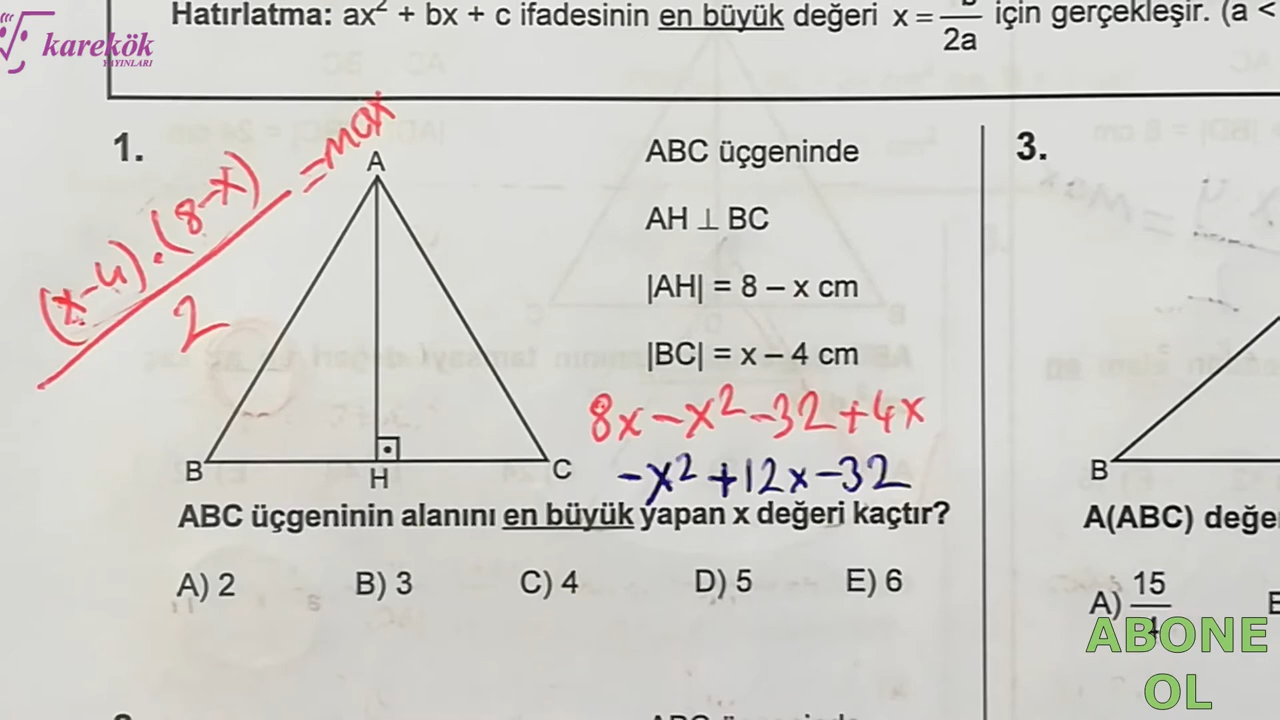 Hatırlatma: ax² + bx + c ifadesinin en büyük değeri x = 2a için gerçekleşir. (a <
karekök
YAYINLARI
1.
(x-4).(8-x) = max
2
A
B
H
C
ABC üçgeninde
AH ⊥ BC
|AH| = 8 – x cm
|BC| = x – 4 cm
8x-x²-32+4x
-x²+12x-32
ABC üçgeninin alanını en büyük yapan x değeri kaçtır?
A) 2 B) 3 C) 4 D) 5 E) 6
3.
B
A(ABC) değe
A) 15
ABONE
OL